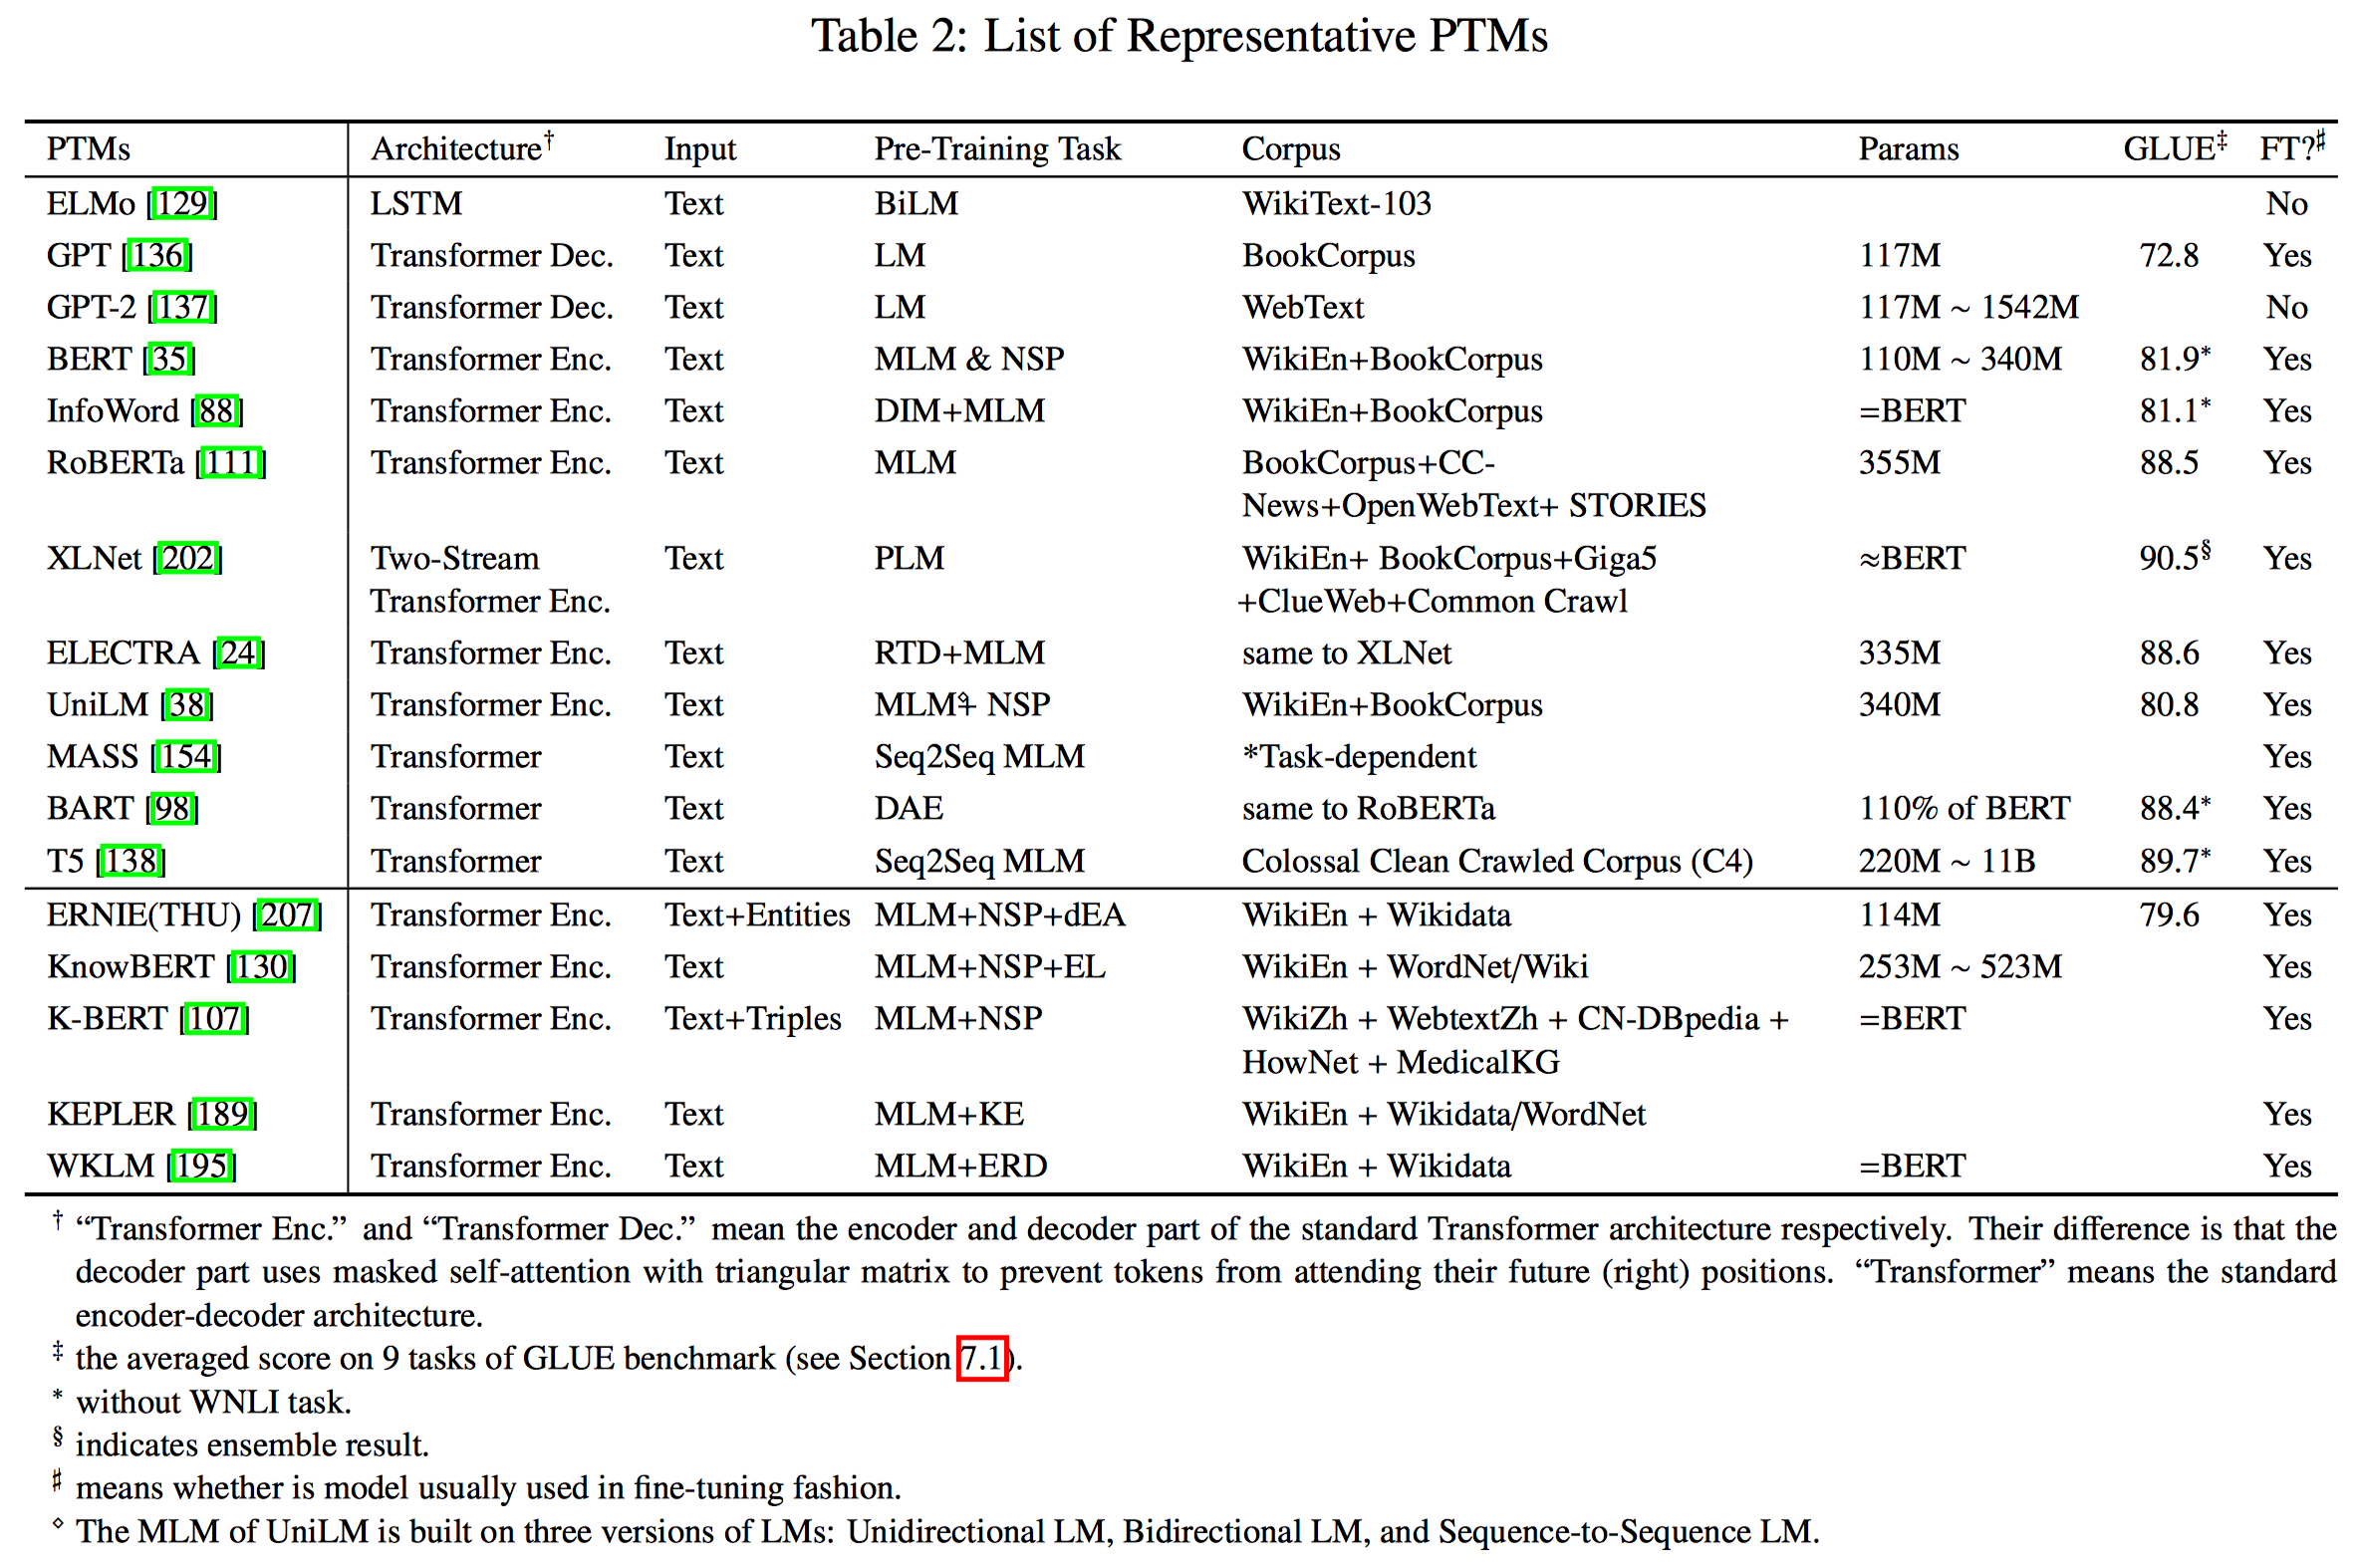 Table 2: List of Representative PTMs
PTMs Architecture† Input Pre-Training Task Corpus Params GLUE‡ FT?♯
ELMo [129] LSTM Text BiLM WikiText-103 No
GPT [136] Transformer Dec. Text LM BookCorpus 117M 72.8 Yes
GPT-2 [137] Transformer Dec. Text LM WebText 117M ~ 1542M No
BERT [35] Transformer Enc. Text MLM & NSP WikiEn+BookCorpus 110M ~ 340M 81.9* Yes
InfoWord [88] Transformer Enc. Text DIM+MLM WikiEn+BookCorpus =BERT 81.1* Yes
RoBERTa [111] Transformer Enc. Text MLM BookCorpus+CC- 355M 88.5 Yes
News+OpenWebText+ STORIES
XLNet [202] Two-Stream Text PLM WikiEn+ BookCorpus+Giga5 ≈BERT 90.5§ Yes
Transformer Enc. +ClueWeb+Common Crawl
ELECTRA [24] Transformer Enc. Text RTD+MLM same to XLNet 335M 88.6 Yes
UniLM [38] Transformer Enc. Text MLM⋄+ NSP WikiEn+BookCorpus 340M 80.8 Yes
MASS [154] Transformer Text Seq2Seq MLM *Task-dependent Yes
BART [98] Transformer Text DAE same to RoBERTa 110% of BERT 88.4* Yes
T5 [138] Transformer Text Seq2Seq MLM Colossal Clean Crawled Corpus (C4) 220M ~ 11B 89.7* Yes
ERNIE(THU) [207] Transformer Enc. Text+Entities MLM+NSP+dEA WikiEn + Wikidata 114M 79.6 Yes
KnowBERT [130] Transformer Enc. Text MLM+NSP+EL WikiEn + WordNet/Wiki 253M ~ 523M Yes
K-BERT [107] Transformer Enc. Text+Triples MLM+NSP WikiZh + WebtextZh + CN-DBpedia + =BERT Yes
HowNet + MedicalKG
KEPLER [189] Transformer Enc. Text MLM+KE WikiEn + Wikidata/WordNet Yes
WKLM [195] Transformer Enc. Text MLM+ERD WikiEn + Wikidata =BERT Yes
† “Transformer Enc.” and “Transformer Dec.” mean the encoder and decoder part of the standard Transformer architecture respectively. Their difference is that the
decoder part uses masked self-attention with triangular matrix to prevent tokens from attending their future (right) positions. “Transformer” means the standard
encoder-decoder architecture.
‡ the averaged score on 9 tasks of GLUE benchmark (see Section 7.1).
* without WNLI task.
§ indicates ensemble result.
♯ means whether is model usually used in fine-tuning fashion.
⋄ The MLM of UniLM is built on three versions of LMs: Unidirectional LM, Bidirectional LM, and Sequence-to-Sequence LM.